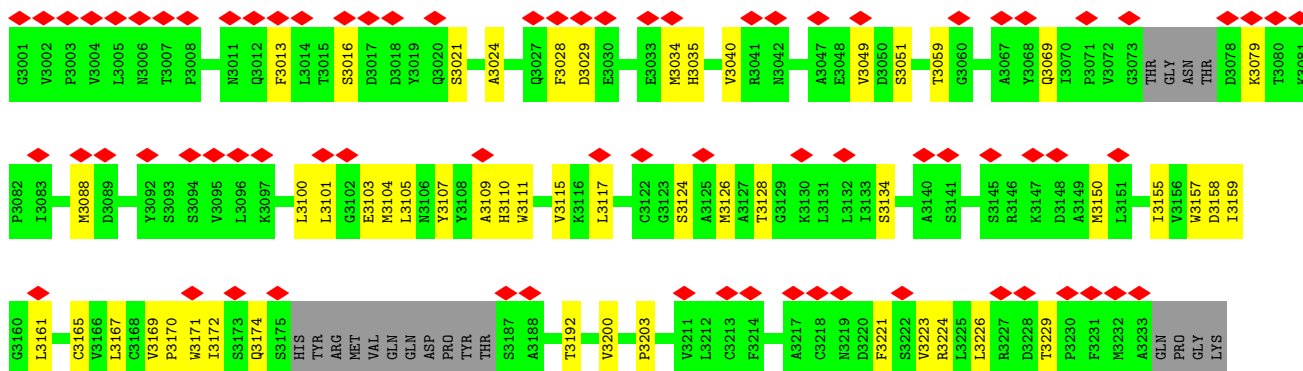 G3001 V3002 P3003 V3004 L3005 N3006 T3007 P3008 N3011 Q3012 F3013 L3014 T3015 S3016 D3017 D3018 Y3019 Q3020 S3021 A3024 Q3027 F3028 D3029 E3030 E3033 M3034 H3035 V3040 R3041 N3042 A3047 E3048 V3049 D3050 S3051 T3059 G3060 A3067 Y3068 Q3069 I3070 P3071 V3072 G3073 THR GLY ASN THR D3078 K3079 T3080
P3082 I3083 M3088 D3089 Y3092 S3093 S3094 V3095 L3096 K3097 L3100 L3101 G3102 E3103 M3104 L3105 N3106 Y3107 Y3108 A3109 H3110 W3111 V3115 K3116 L3117 C3122 G3123 S3124 A3125 M3126 A3127 T3128 G3129 K3130 L3131 L3132 I3133 S3134 A3140 S3141 S3145 R3146 K3147 D3148 A3149 M3150 L3151 I3155 V3156 W3157 D3158 I3159
G3160 L3161 C3165 V3166 L3167 C3168 V3169 P3170 W3171 I3172 S3173 Q3174 S3175 HIS TYR ARG MET VAL GLN GLN ASP PRO TYR THR S3187 A3188 T3192 V3200 P3203 V3211 L3212 C3213 F3214 A3217 C3218 N3219 D3220 F3221 S3222 V3223 R3224 L3225 L3226 R3227 D3228 T3229 P3230 F3231 M3232 A3233 GLN PRO GLY LYS